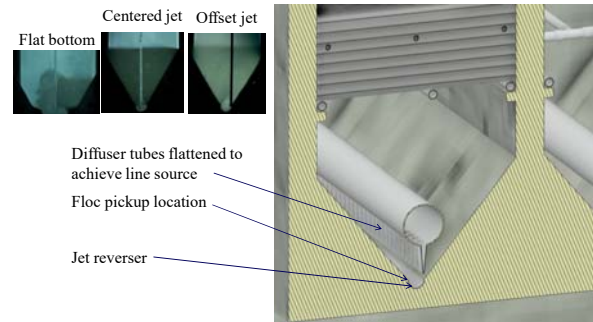 Centered jet
Offset jet
Flat bottom
Diffuser tubes flattened to
achieve line source
Floc pickup location
Jet reverser